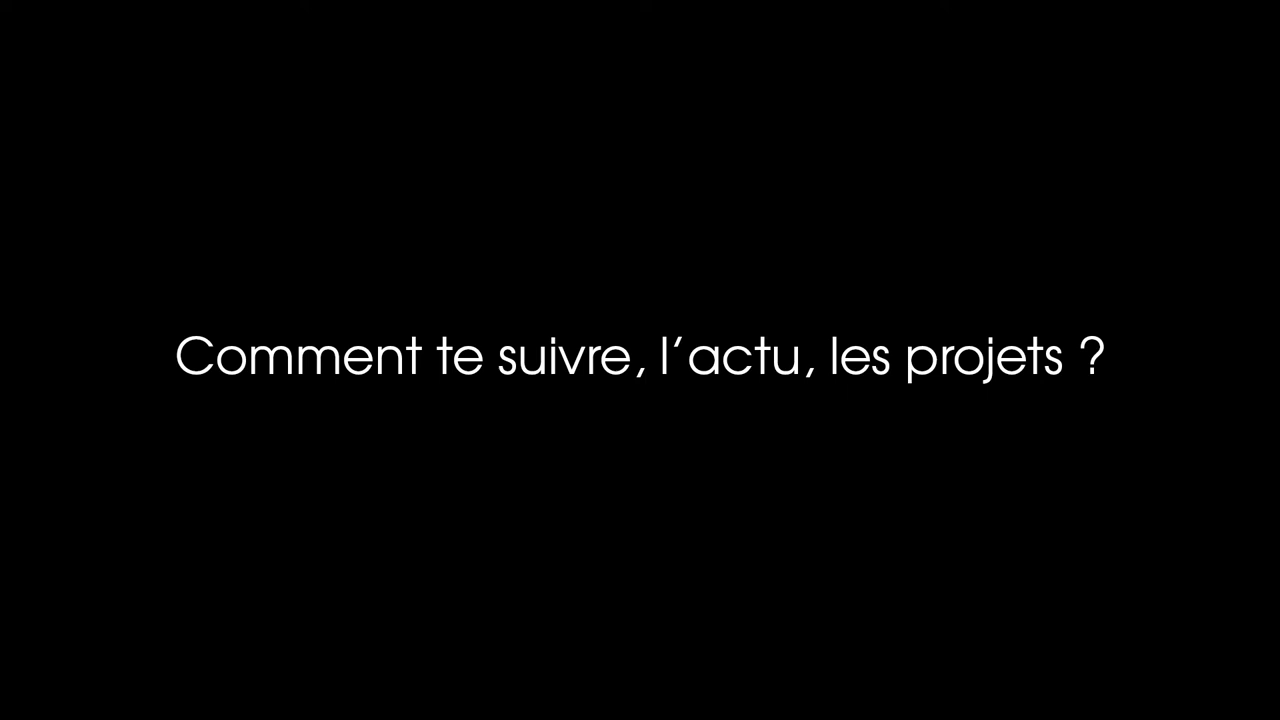 Comment te suivre, l’actu, les projets ?